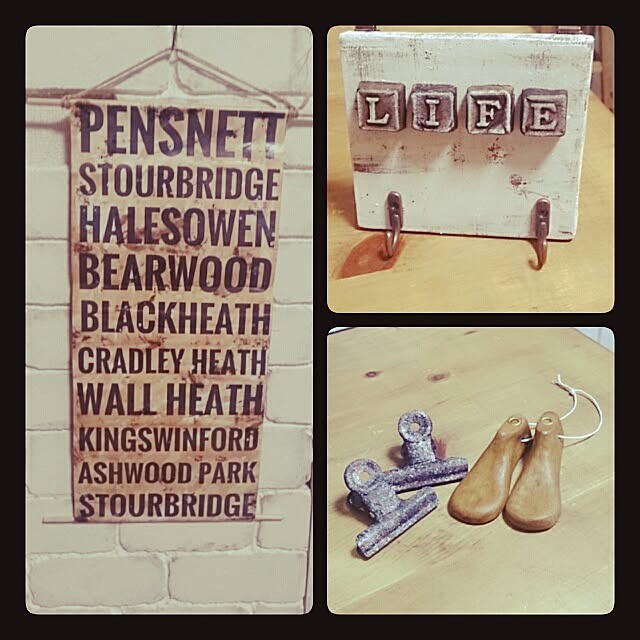 PENSNETT
STOURBRIDGE
HALESOWEN
BEARWOOD
BLACKHEATH
CRADLEY HEATH
WALL HEATH
KINGSWINFORD
ASHWOOD PARK
STOURBRIDGE
LIFE